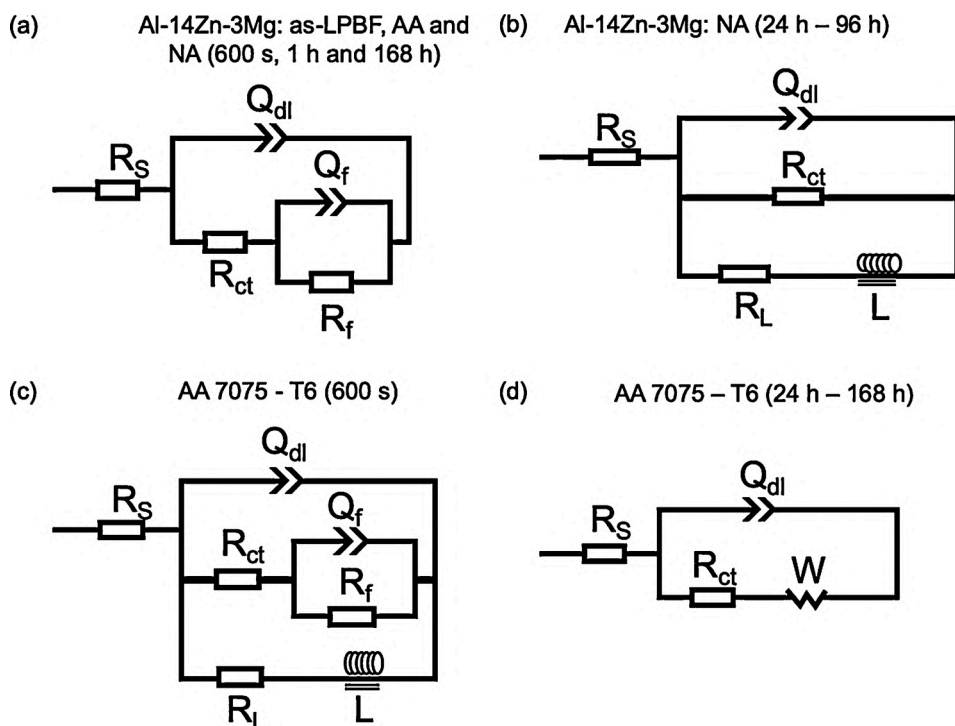 (a) Al-14Zn-3Mg: as-LPBF, AA and
NA (600 s, 1 h and 168 h)
Qdl
RS
Qf
Rct
Rf
(b) Al-14Zn-3Mg: NA (24 h – 96 h)
Qdl
RS
Rct
RL
L
(c) AA 7075 - T6 (600 s)
Qdl
RS
Qf
Rct
Rf
RL
L
(d) AA 7075 – T6 (24 h – 168 h)
Qdl
RS
Rct
W